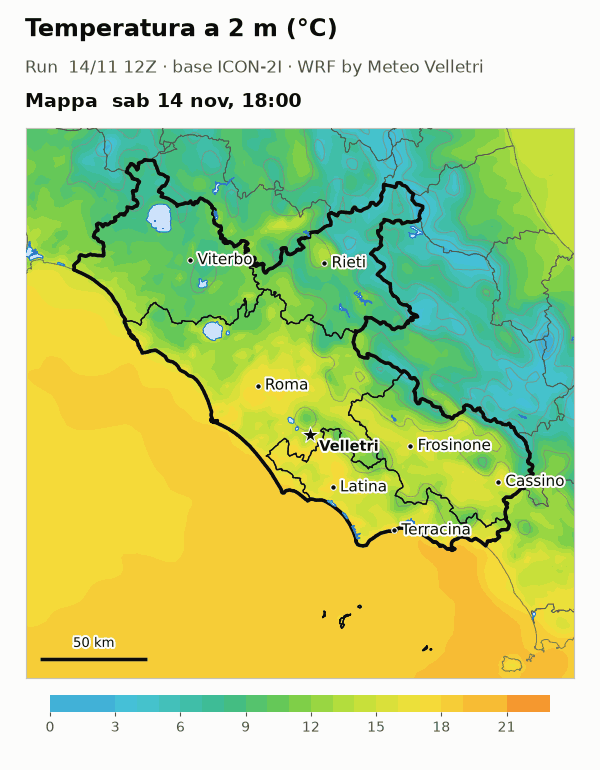 Temperatura a 2 m (°C)
Run  14/11 12Z · base ICON-2I · WRF by Meteo Velletri
Mappa  sab 14 nov, 18:00
Viterbo
Rieti
Roma
Velletri
Frosinone
Latina
Cassino
Terracina
50 km
0 3 6 9 12 15 18 21